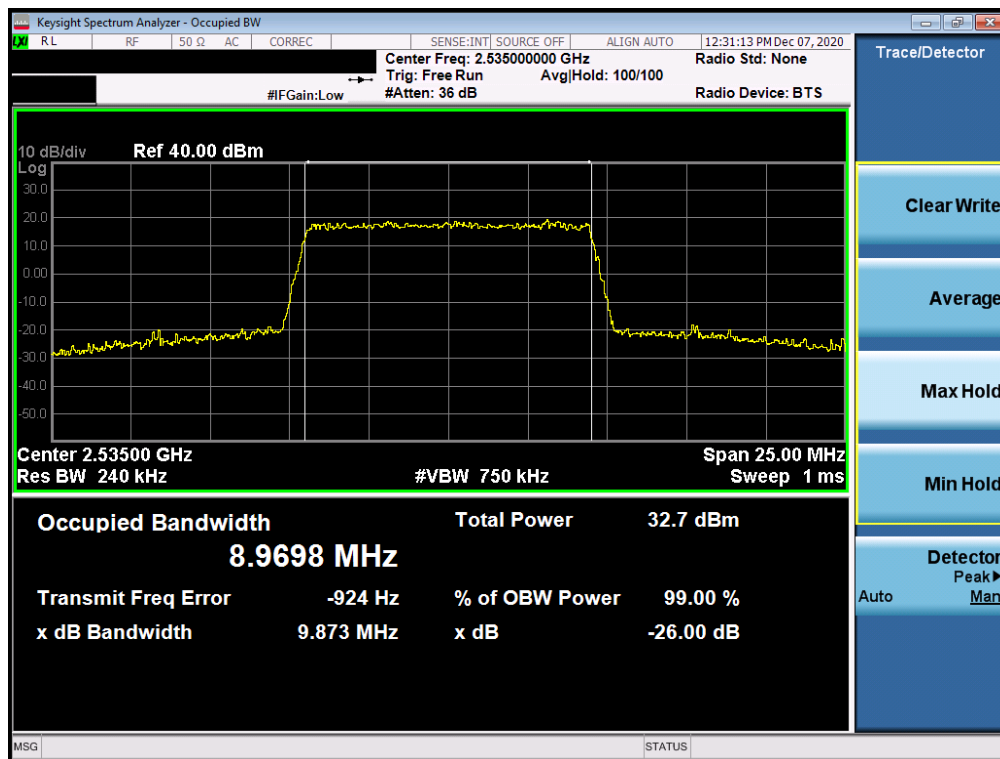 Keysight Spectrum Analyzer - Occupied BW
LXI RL RF 50 Ω AC CORREC SENSE:INT SOURCE OFF ALIGN AUTO 12:31:13 PM Dec 07, 2020
Center Freq: 2.535000000 GHz Radio Std: None
Trig: Free Run Avg|Hold: 100/100
#IFGain:Low #Atten: 36 dB Radio Device: BTS
10 dB/div Ref 40.00 dBm
Log
30.0
20.0
10.0
0.00
-10.0
-20.0
-30.0
-40.0
-50.0
Center 2.53500 GHz Span 25.00 MHz
Res BW 240 kHz #VBW 750 kHz Sweep 1 ms
Occupied Bandwidth Total Power 32.7 dBm
8.9698 MHz
Transmit Freq Error -924 Hz % of OBW Power 99.00 %
x dB Bandwidth 9.873 MHz x dB -26.00 dB
MSG STATUS
Trace/Detector
Clear Write
Average
Max Hold
Min Hold
Detector
Peak▶
Auto Man